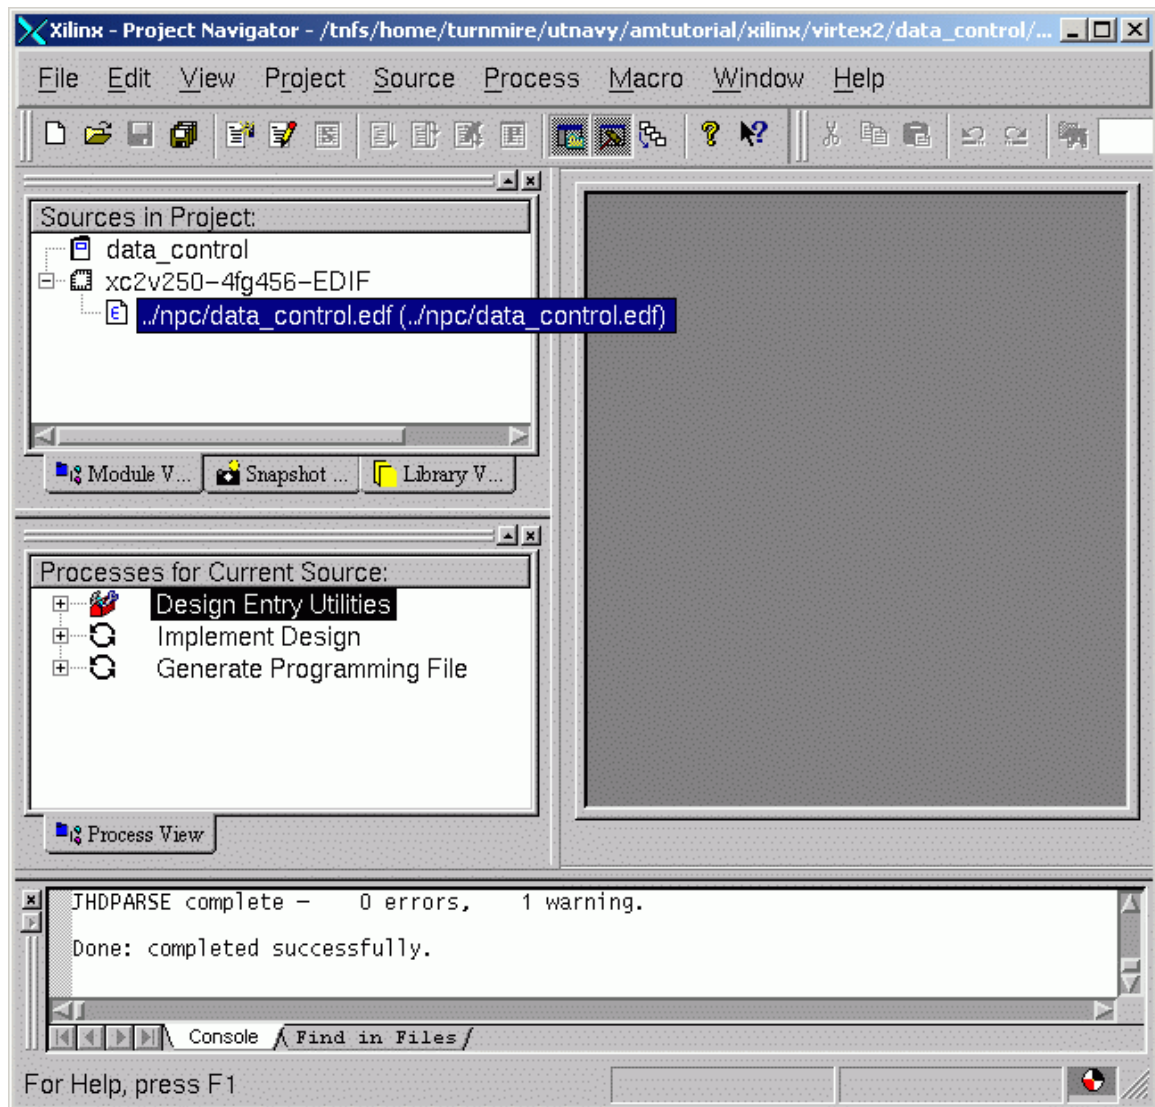 Xilinx - Project Navigator - /tnfs/home/turnmire/utnavy/amtutorial/xilinx/virtex2/data_control/...
File Edit View Project Source Process Macro Window Help
Sources in Project:
data_control
xc2v250-4fg456-EDIF
../npc/data_control.edf (../npc/data_control.edf)
Module V... Snapshot ... Library V...
Processes for Current Source:
Design Entry Utilities
Implement Design
Generate Programming File
Process View
JHDPARSE complete - 0 errors, 1 warning.
Done: completed successfully.
Console Find in Files
For Help, press F1